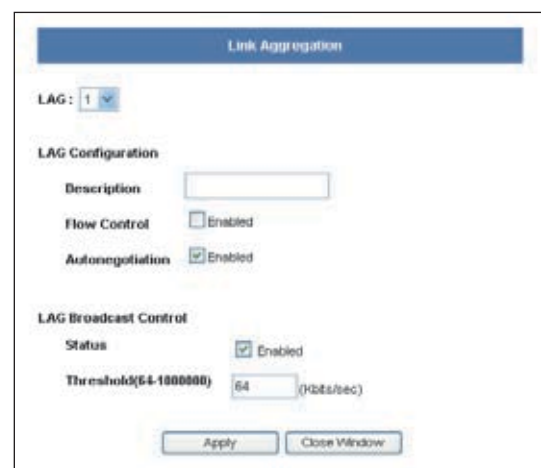 Link Aggregation
LAG : 1
LAG Configuration
Description
Flow Control Enabled
Autonegotiation Enabled
LAG Broadcast Control
Status Enabled
Threshold(64-1000000) 64 (Kbits/sec)
Apply Close Window